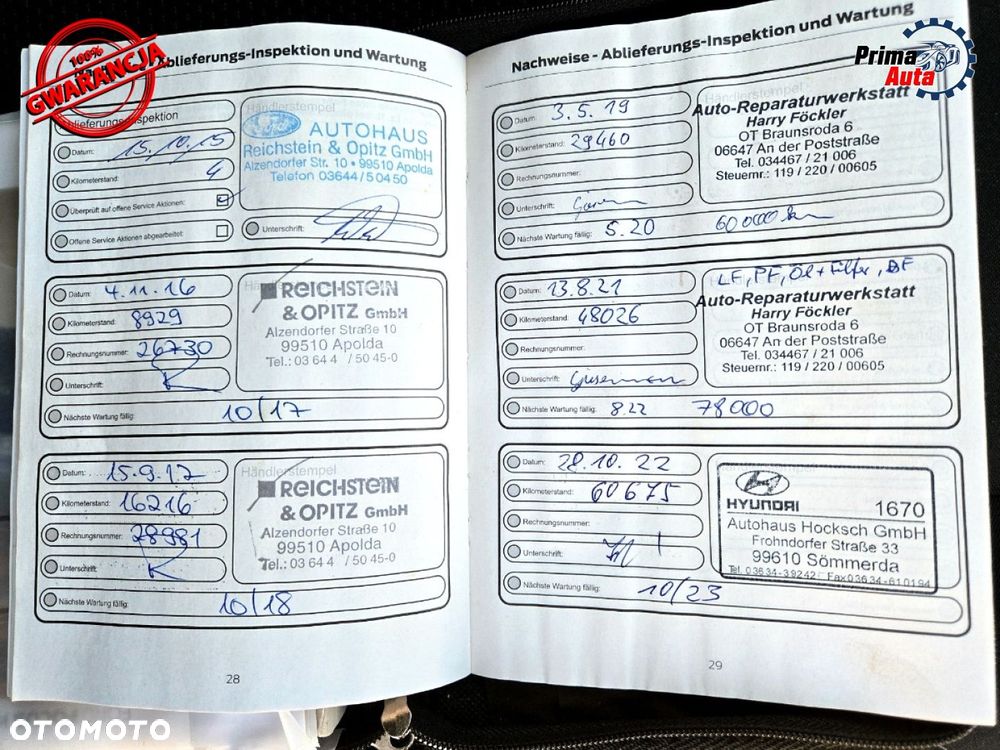 100%
GWARANCJA
Ablieferungs-Inspektion und Wartung
Ablieferungs-Inspektion
Datum: 15.10.15
Kilometerstand: 4
Überprüft auf offene Service Aktionen:
Offene Service Aktionen abgearbeitet:
Händlerstempel
Ford
AUTOHAUS
Reichstein & Opitz GmbH
Alzendorfer Str. 10 • 99510 Apolda
Telefon 03644/50450
Unterschrift:
Datum: 4.11.16
Kilometerstand: 8929
Rechnungsnummer: 26730
Unterschrift:
Nächste Wartung fällig: 10/17
REICHSTEIN
& OPITZ GmbH
Alzendorfer Straße 10
99510 Apolda
Tel.: 03 64 4 / 50 45-0
Datum: 15.9.17
Kilometerstand: 16216
Rechnungsnummer: 28981
Unterschrift:
Nächste Wartung fällig: 10/18
Händlerstempel
REICHSTEIN
& OPITZ GmbH
Alzendorfer Straße 10
99510 Apolda
Tel.: 03 64 4 / 50 45-0
28
Nachweise - Ablieferungs-Inspektion und Wartung
Prima
Auta
Datum: 3.5.19
Kilometerstand: 29460
Rechnungsnummer:
Unterschrift:
Nächste Wartung fällig: 5.20 60000 km
Händlerstempel
Auto-Reparaturwerkstatt
Harry Föckler
OT Braunsroda 6
06647 An der Poststraße
Tel. 034467 / 21 006
Steuernr.: 119 / 220 / 00605
Datum: 13.8.21
Kilometerstand: 48026
Rechnungsnummer:
Unterschrift:
Nächste Wartung fällig: 8.22 78000
LF, PF, Öl + Filter, BF
Auto-Reparaturwerkstatt
Harry Föckler
OT Braunsroda 6
06647 An der Poststraße
Tel. 034467 / 21 006
Steuernr.: 119 / 220 / 00605
Datum: 28.10.22
Kilometerstand: 60675
Rechnungsnummer:
Unterschrift:
Nächste Wartung fällig: 10/23
HYUNDAI 1670
Autohaus Hocksch GmbH
Frohndorfer Straße 33
99610 Sömmerda
Tel. 03634-39242 Fax 03634-610194
29
OTOMOTO